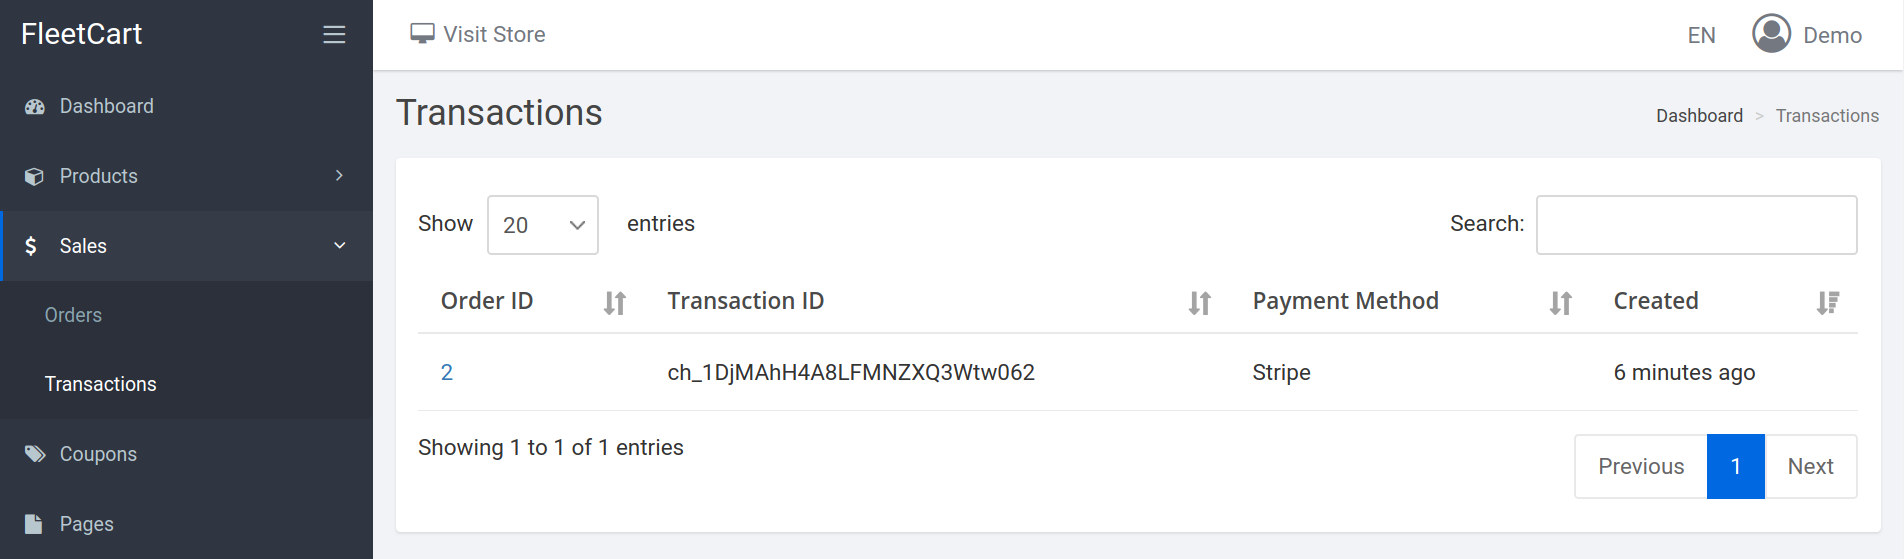 FleetCart
Dashboard
Products
Sales
Orders
Transactions
Coupons
Pages
Visit Store
EN
Demo
Transactions
Dashboard > Transactions
Show 20 entries
Search:
Order ID Transaction ID Payment Method Created
2 ch_1DjMAhH4A8LFMNZXQ3Wtw062 Stripe 6 minutes ago
Showing 1 to 1 of 1 entries
Previous 1 Next